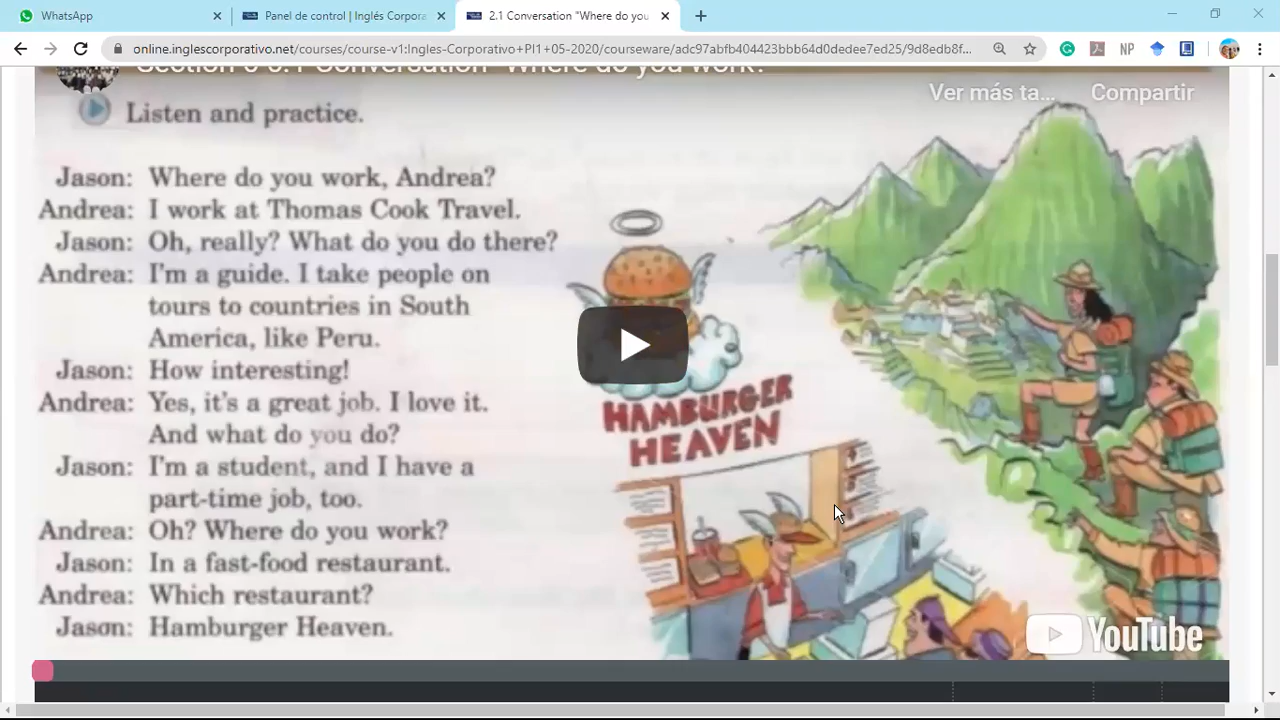 WhatsApp
Panel de control | Inglés Corpora
2.1 Conversation "Where do you
online.inglescorporativo.net/courses/course-v1:Ingles-Corporativo+PI1+05-2020/courseware/
NP
Conversation "Where do you work?
Ver más ta... Compartir
Listen and practice.
Jason: Where do you work, Andrea?
Andrea: I work at Thomas Cook Travel.
Jason: Oh, really? What do you do there?
Andrea: I'm a guide. I take people on
tours to countries in South
America, like Peru.
Jason: How interesting!
Andrea: Yes, it's a great job. I love it.
And what do you do?
Jason: I'm a student, and I have a
part-time job, too.
Andrea: Oh? Where do you work?
Jason: In a fast-food restaurant.
Andrea: Which restaurant?
Jason: Hamburger Heaven.
HAMBURGER
HEAVEN
YouTube